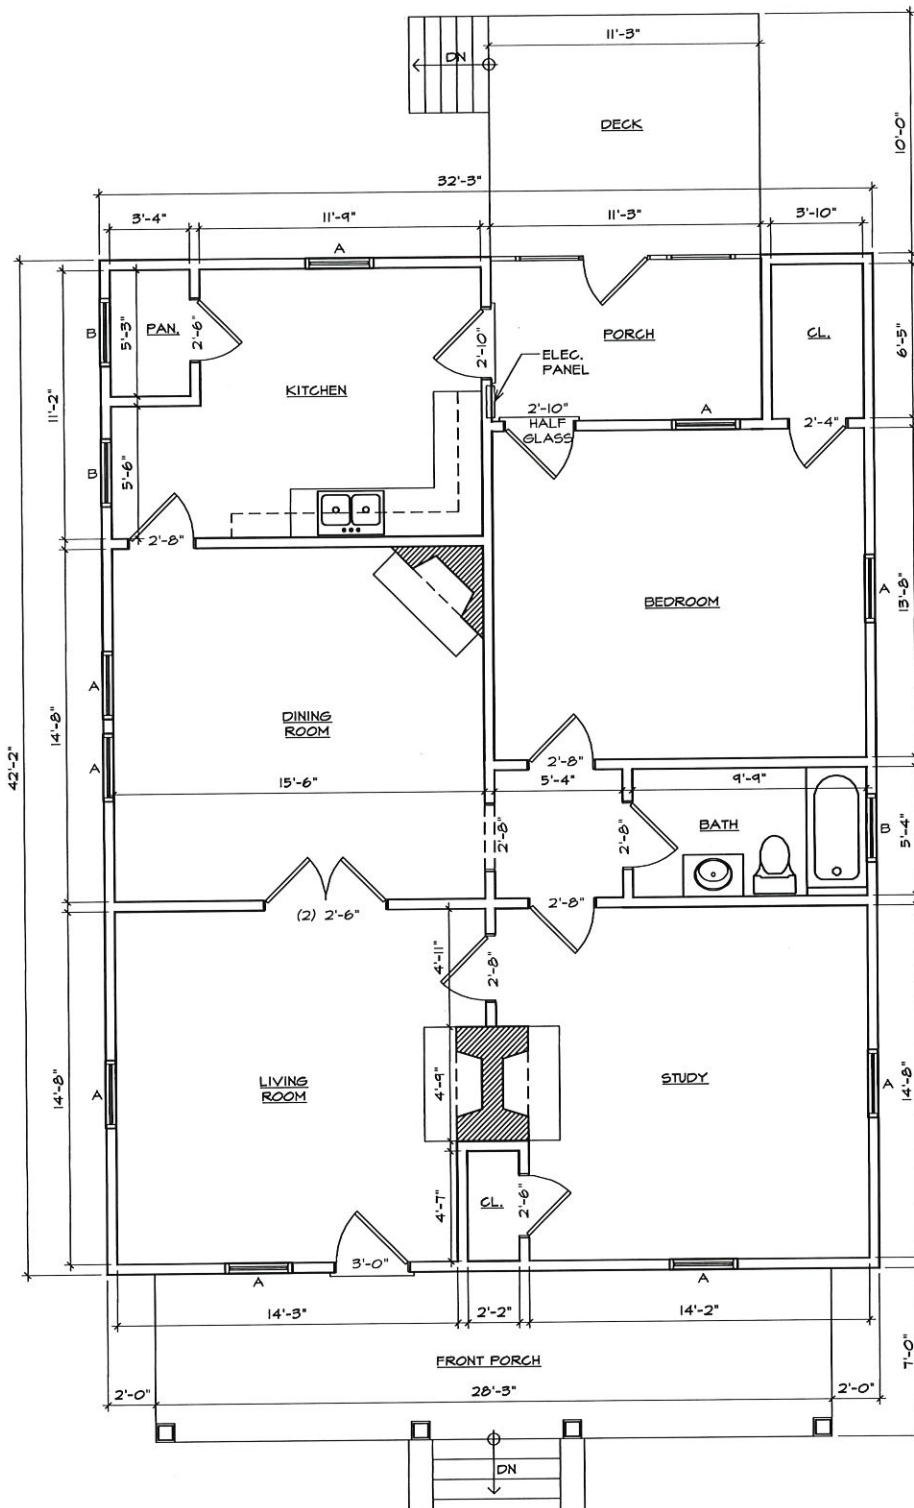 11'-3"
DN
DECK
10'-0"
32'-3"
3'-4"
11'-9"
11'-3"
3'-10"
A
B
5'-3"
PAN.
2'-6"
2'-10"
PORCH
CL.
6'-5"
ELEC.
PANEL
KITCHEN
11'-2"
2'-10"
HALF
GLASS
A
2'-4"
B
5'-6"
2'-8"
A
13'-8"
BEDROOM
A
14'-8"
DINING
ROOM
42'-2"
A
2'-8"
15'-6"
5'-4"
9'-9"
2'-8"
2'-8"
BATH
B
5'-4"
(2) 2'-6"
2'-8"
4'-11"
2'-8"
A
14'-8"
LIVING
ROOM
4'-9"
STUDY
A
14'-8"
4'-7"
CL.
2'-6"
3'-0"
A
A
14'-3"
2'-2"
14'-2"
FRONT PORCH
7'-0"
2'-0"
28'-3"
2'-0"
DN